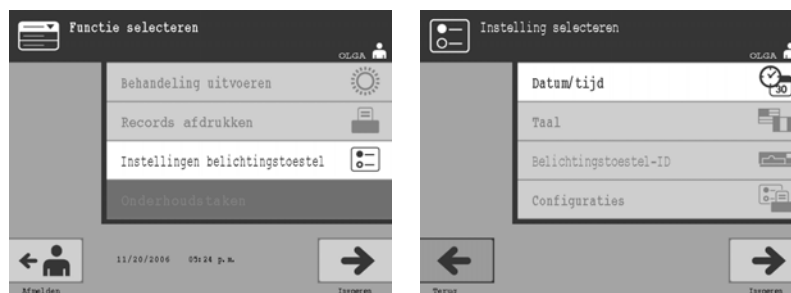 Functie selecteren
OLGA
Behandeling uitvoeren
Records afdrukken
Instellingen belichtingstoestel
Onderhoudstaken
11/20/2006 05:24 p.m.
Afmelden
Invoeren
Instelling selecteren
OLGA
Datum/tijd
30
Taal
Belichtingstoestel-ID
Configuraties
Terug
Invoeren